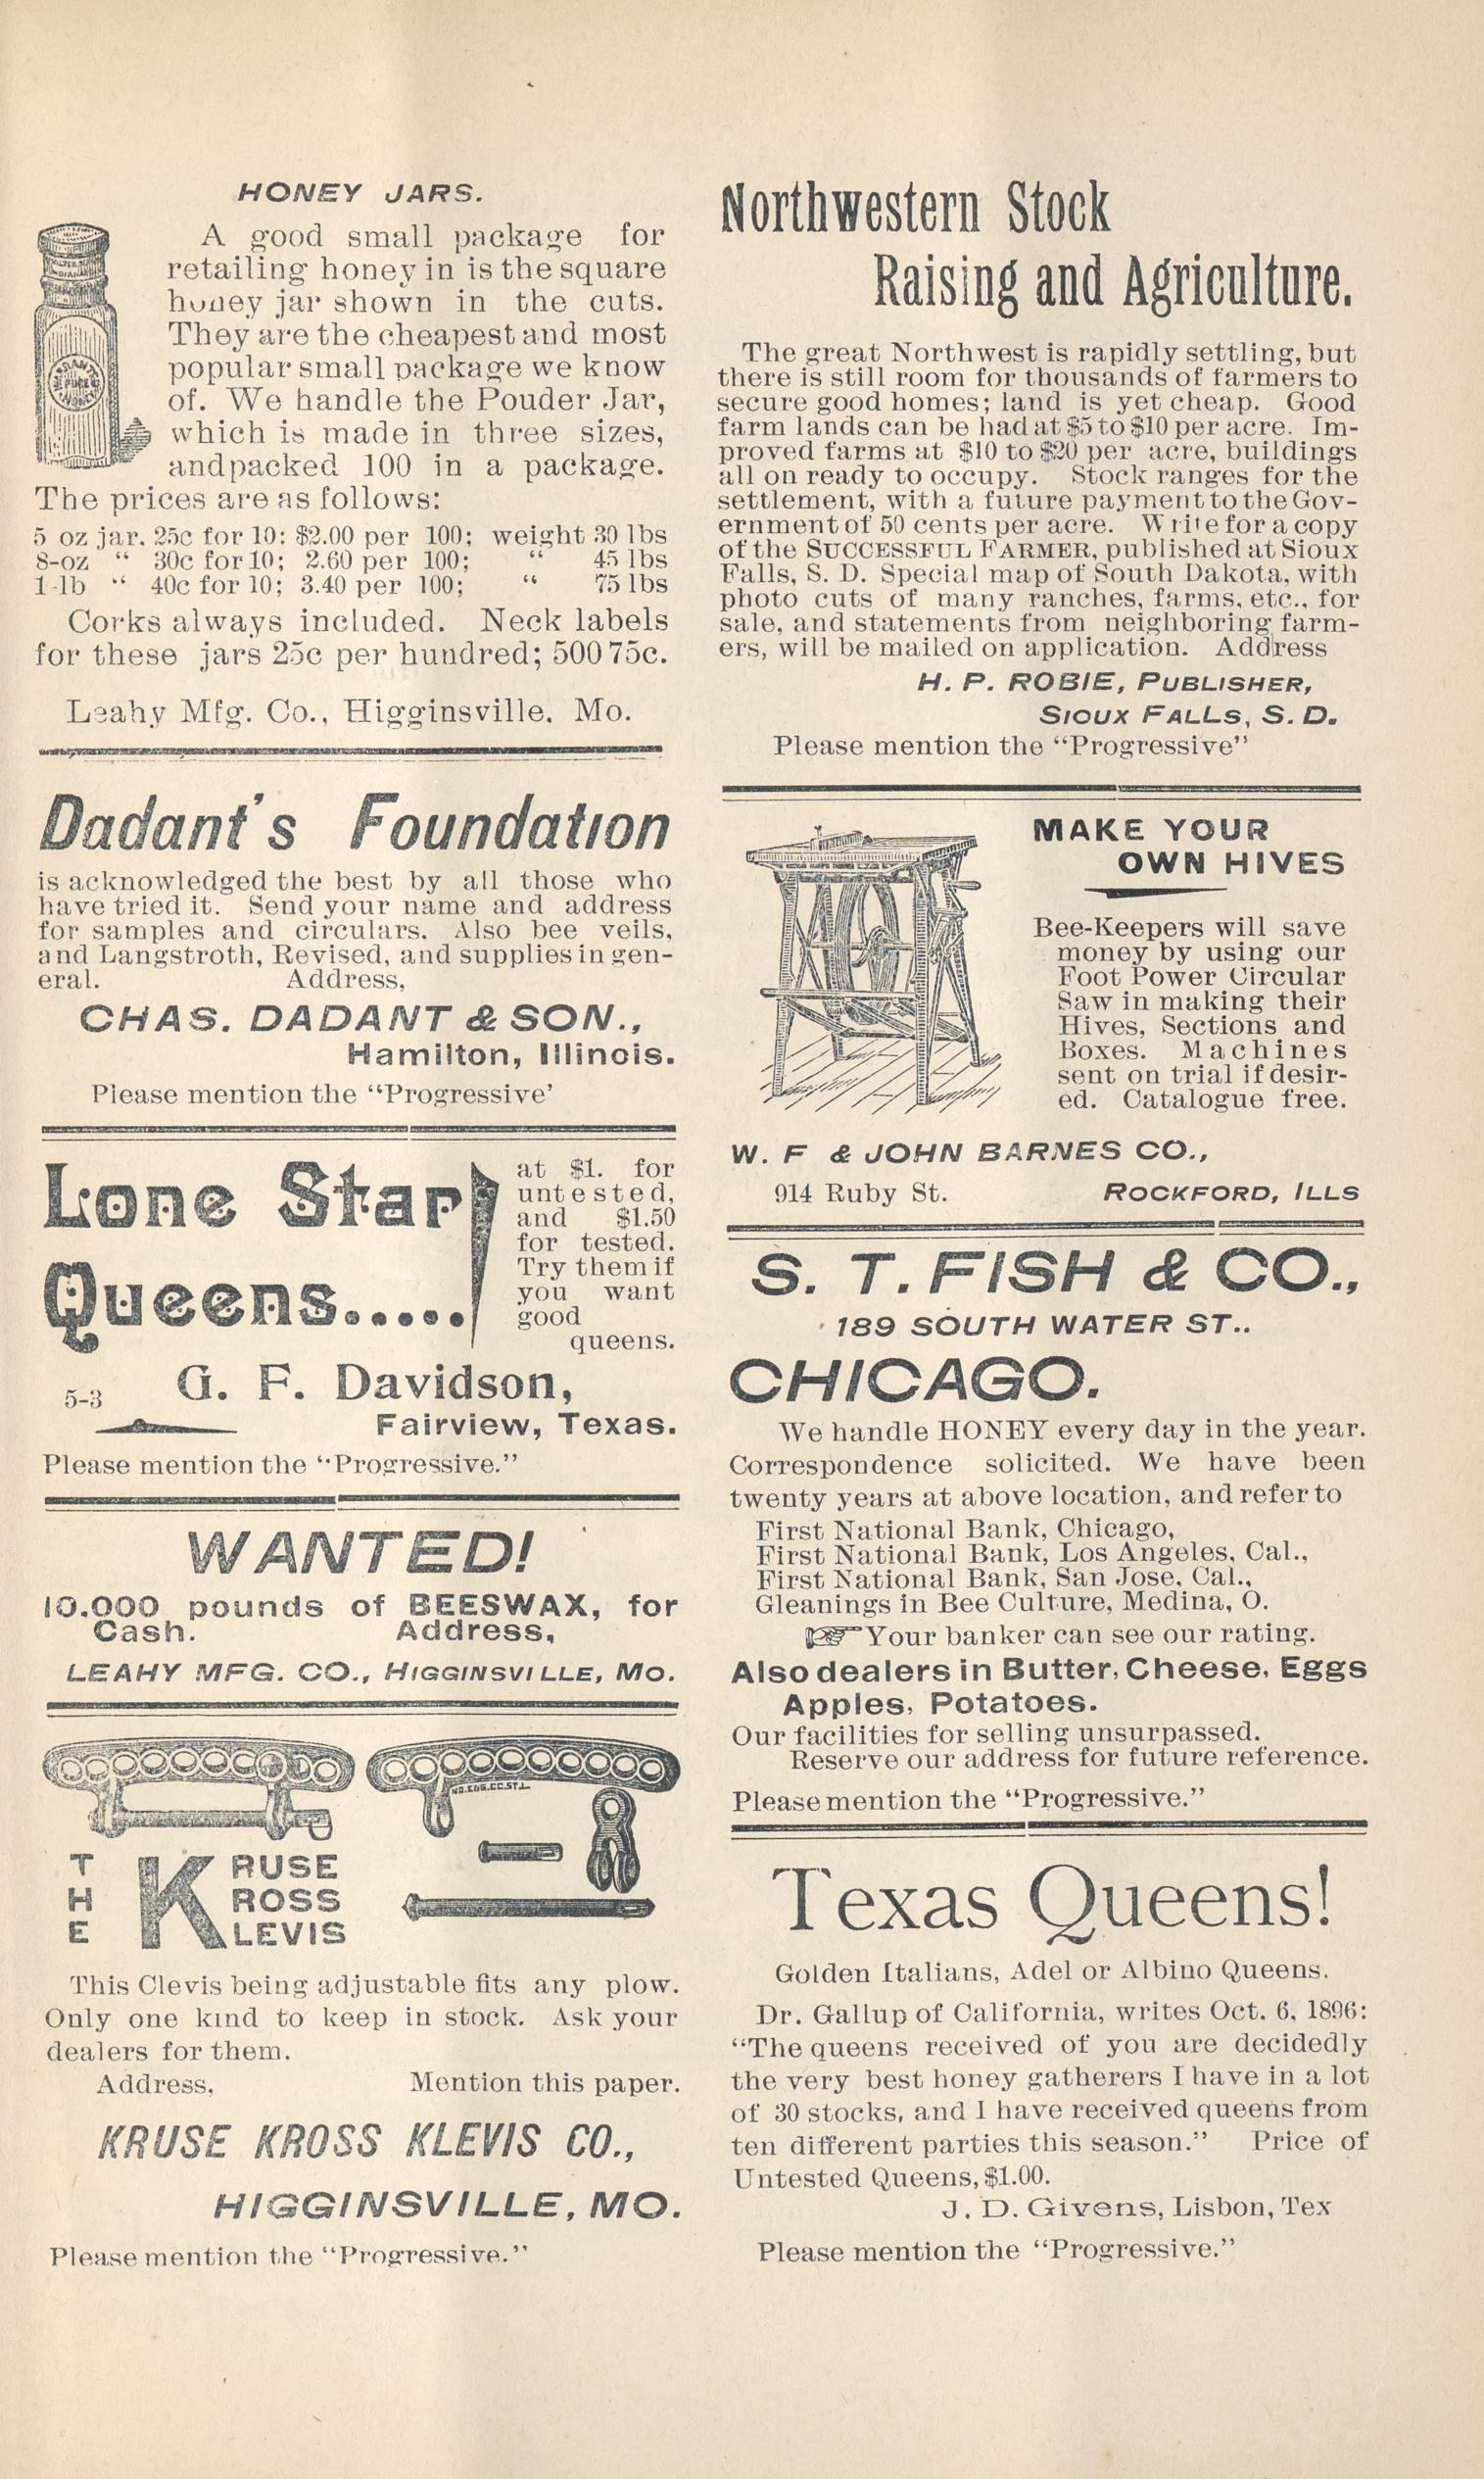 HONEY JARS.
A good small package for
retailing honey in is the square
honey jar shown in the cuts.
They are the cheapest and most
popular small package we know
of. We handle the Pouder Jar,
which is made in three sizes,
and packed 100 in a package.
The prices are as follows:
5 oz jar. 25c for 10: $2.00 per 100; weight 30 lbs
8-oz “ 30c for 10; 2.60 per 100; “ 45 lbs
1-lb “ 40c for 10; 3.40 per 100; “ 75 lbs
Corks always included. Neck labels
for these jars 25c per hundred; 500 75c.
Leahy Mfg. Co., Higginsville. Mo.
Dadant's Foundation
is acknowledged the best by all those who
have tried it. Send your name and address
for samples and circulars. Also bee veils,
and Langstroth, Revised, and supplies in gen-
eral. Address,
CHAS. DADANT & SON.,
Hamilton, Illinois.
Please mention the “Progressive’
Lone Star
Queens.....
at $1. for
untested,
and $1.50
for tested.
Try them if
you want
good
queens.
5-3 G. F. Davidson,
Fairview, Texas.
Please mention the “Progressive.”
WANTED!
10.000 pounds of BEESWAX, for
Cash. Address,
LEAHY MFG. CO., HIGGINSVILLE, MO.
MO.ENG.CO.ST.L.
THE KRUSE
KROSS
KLEVIS
This Clevis being adjustable fits any plow.
Only one kind to keep in stock. Ask your
dealers for them.
Address, Mention this paper.
KRUSE KROSS KLEVIS CO.,
HIGGINSVILLE, MO.
Please mention the “Progressive.”
Northwestern Stock
Raising and Agriculture.
The great Northwest is rapidly settling, but
there is still room for thousands of farmers to
secure good homes; land is yet cheap. Good
farm lands can be had at $5 to $10 per acre. Im-
proved farms at $10 to $20 per acre, buildings
all on ready to occupy. Stock ranges for the
settlement, with a future payment to the Gov-
ernment of 50 cents per acre. Write for a copy
of the SUCCESSFUL FARMER, published at Sioux
Falls, S. D. Special map of South Dakota, with
photo cuts of many ranches, farms, etc., for
sale, and statements from neighboring farm-
ers, will be mailed on application. Address
H. P. ROBIE, PUBLISHER,
SIOUX FALLS, S. D.
Please mention the “Progressive”
MAKE YOUR
OWN HIVES
Bee-Keepers will save
money by using our
Foot Power Circular
Saw in making their
Hives, Sections and
Boxes. Machines
sent on trial if desir-
ed. Catalogue free.
W. F & JOHN BARNES CO.,
914 Ruby St. ROCKFORD, ILLS
S. T. FISH & CO.,
189 SOUTH WATER ST..
CHICAGO.
We handle HONEY every day in the year.
Correspondence solicited. We have been
twenty years at above location, and refer to
First National Bank, Chicago,
First National Bank, Los Angeles, Cal.,
First National Bank, San Jose, Cal.,
Gleanings in Bee Culture, Medina, O.
☞Your banker can see our rating.
Also dealers in Butter, Cheese, Eggs
Apples, Potatoes.
Our facilities for selling unsurpassed.
Reserve our address for future reference.
Please mention the “Progressive.”
Texas Queens!
Golden Italians, Adel or Albino Queens.
Dr. Gallup of California, writes Oct. 6, 1896:
“The queens received of you are decidedly
the very best honey gatherers I have in a lot
of 30 stocks, and I have received queens from
ten different parties this season.” Price of
Untested Queens, $1.00.
J. D. Givens, Lisbon, Tex
Please mention the “Progressive.”